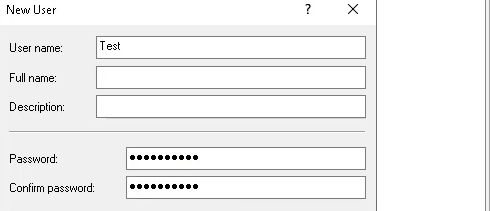 New User ?
User name: Test
Full name:
Description:
Password: ●●●●●●●●●●
Confirm password: ●●●●●●●●●●